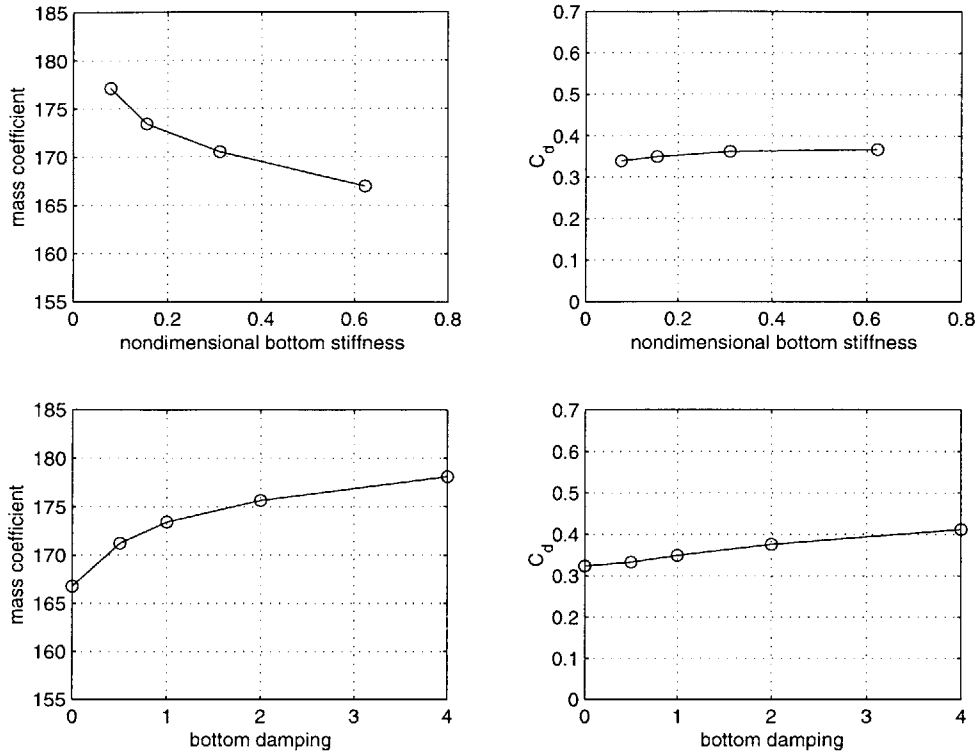 185
180
175
170
165
160
155
mass coefficient
0 0.2 0.4 0.6 0.8
nondimensional bottom stiffness
0.7
0.6
0.5
0.4
0.3
0.2
0.1
0
C_d
0 0.2 0.4 0.6 0.8
nondimensional bottom stiffness
185
180
175
170
165
160
155
mass coefficient
0 1 2 3 4
bottom damping
0.7
0.6
0.5
0.4
0.3
0.2
0.1
0
C_d
0 1 2 3 4
bottom damping